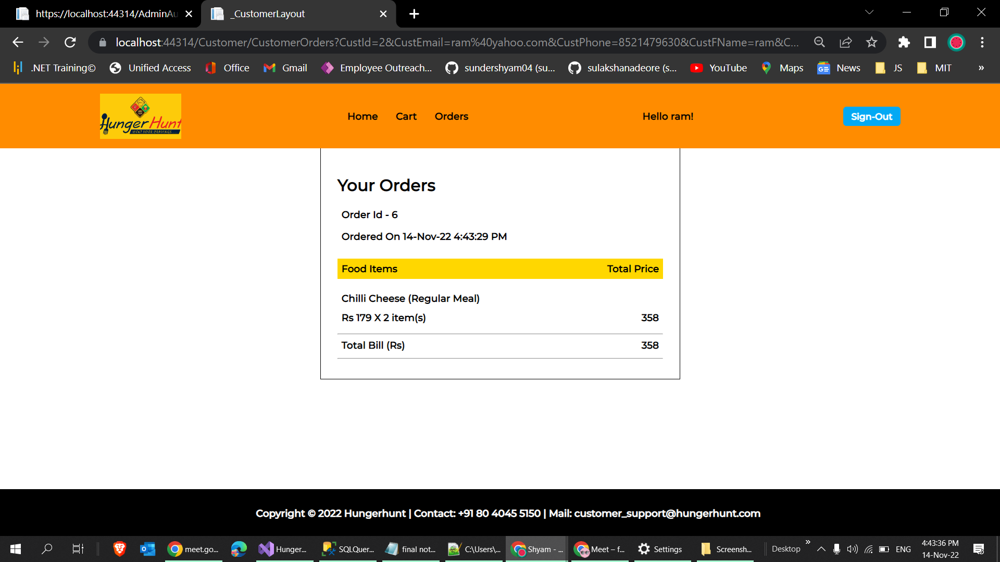 https://localhost:44314/AdminAu
_CustomerLayout
localhost:44314/Customer/CustomerOrders?CustId=2&CustEmail=ram%40yahoo.com&CustPhone=8521479630&CustFName=ram&C...
.NET Training© Unified Access Office Gmail Employee Outreach... sundershyam04 (su... sulakshanadeore (s... YouTube Maps News JS MIT »
Hunger Hunt
HUNT YOUR CRAVINGS....
Home Cart Orders Hello ram! Sign-Out
Your Orders
Order Id - 6
Ordered On 14-Nov-22 4:43:29 PM
Food Items Total Price
Chilli Cheese (Regular Meal)
Rs 179 X 2 item(s) 358
Total Bill (Rs) 358
Copyright © 2022 Hungerhunt | Contact: +91 80 4045 5150 | Mail: customer_support@hungerhunt.com
meet.go... Hunger... SQLQuer... final not... C:\Users\,... Shyam - ... Meet – f... Settings Screensh... Desktop » ENG 4:43:36 PM
14-Nov-22